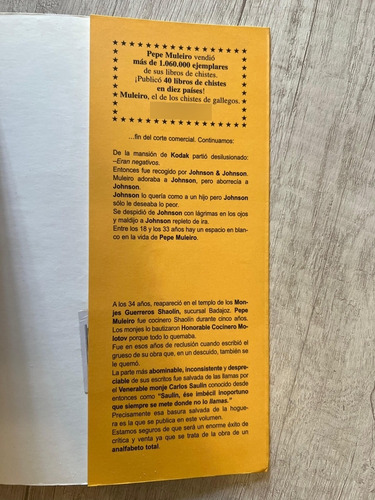 Pepe Muleiro vendió
más de 1.060.000 ejemplares
de sus libros de chistes.
¡Publicó 40 libros de chistes
en diez países!
Muleiro, el de los chistes de gallegos.
...fin del corte comercial. Continuamos:
De la mansión de Kodak partió desilusionado:
–Eran negativos.
Entonces fue recogido por Johnson & Johnson.
Muleiro adoraba a Johnson, pero aborrecía a
Johnson.
Johnson lo quería como a un hijo pero Jhonson
sólo le deseaba lo peor.
Se despidió de Johnson con lágrimas en los ojos
y maldijo a Johnson repleto de ira.
Entre los 18 y los 33 años hay un espacio en blanco
en la vida de Pepe Muleiro.
A los 34 años, reapareció en el templo de los Mon-
jes Guerreros Shaolín, sucursal Badajoz. Pepe
Muleiro fue cocinero Shaolín durante cinco años.
Los monjes lo bautizaron Honorable Cocinero Mo-
lotov porque todo lo quemaba.
Fue en esos años de reclusión cuando escribió el
grueso de su obra que, en un descuido, también se
le quemó.
La parte más abominable, inconsistente y despre-
ciable de sus escritos fue salvada de las llamas por
el Venerable monje Carlos Saulin conocido desde
entonces como "Saulín, ése imbécil inoportuno
que siempre se mete donde no lo llamas."
Precisamente esa basura salvada de la hogue-
ra es la que se publica en este volumen.
Estamos seguros de que será un enorme éxito de
crítica y venta ya que se trata de la obra de un
analfabeto total.